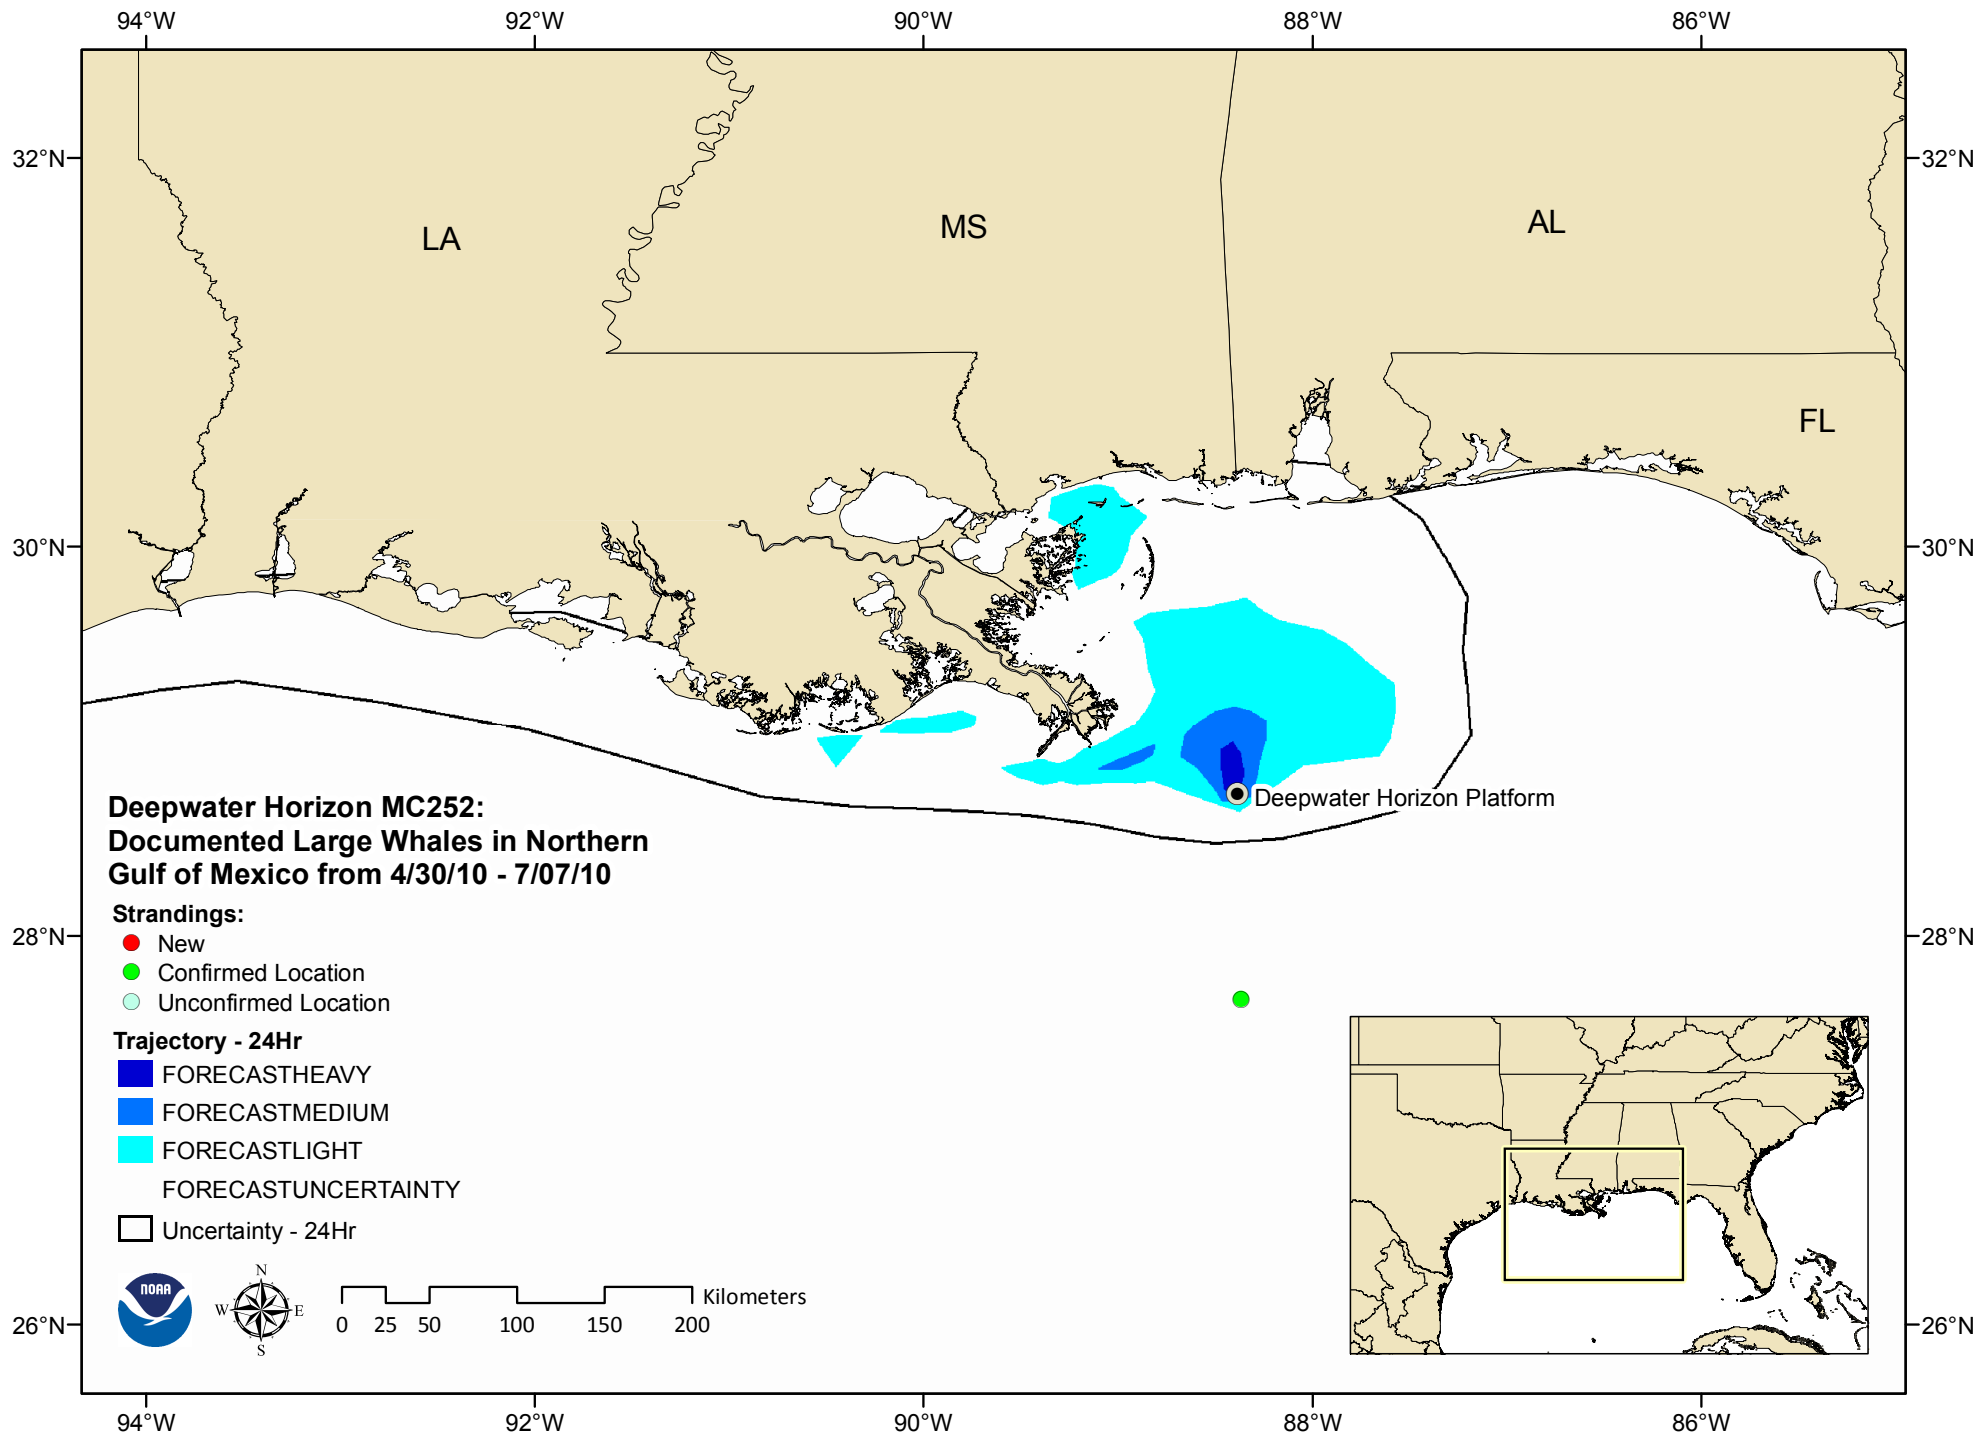 94°W 92°W 90°W 88°W 86°W
32°N 32°N
LA MS AL
FL
30°N 30°N
Deepwater Horizon Platform
Deepwater Horizon MC252:
Documented Large Whales in Northern
Gulf of Mexico from 4/30/10 - 7/07/10
Strandings:
28°N 28°N
New
Confirmed Location
Unconfirmed Location
Trajectory - 24Hr
FORECASTHEAVY
FORECASTMEDIUM
FORECASTLIGHT
FORECASTUNCERTAINTY
Uncertainty - 24Hr
NOAA
N
W E
S
Kilometers
0 25 50 100 150 200
26°N 26°N
94°W 92°W 90°W 88°W 86°W